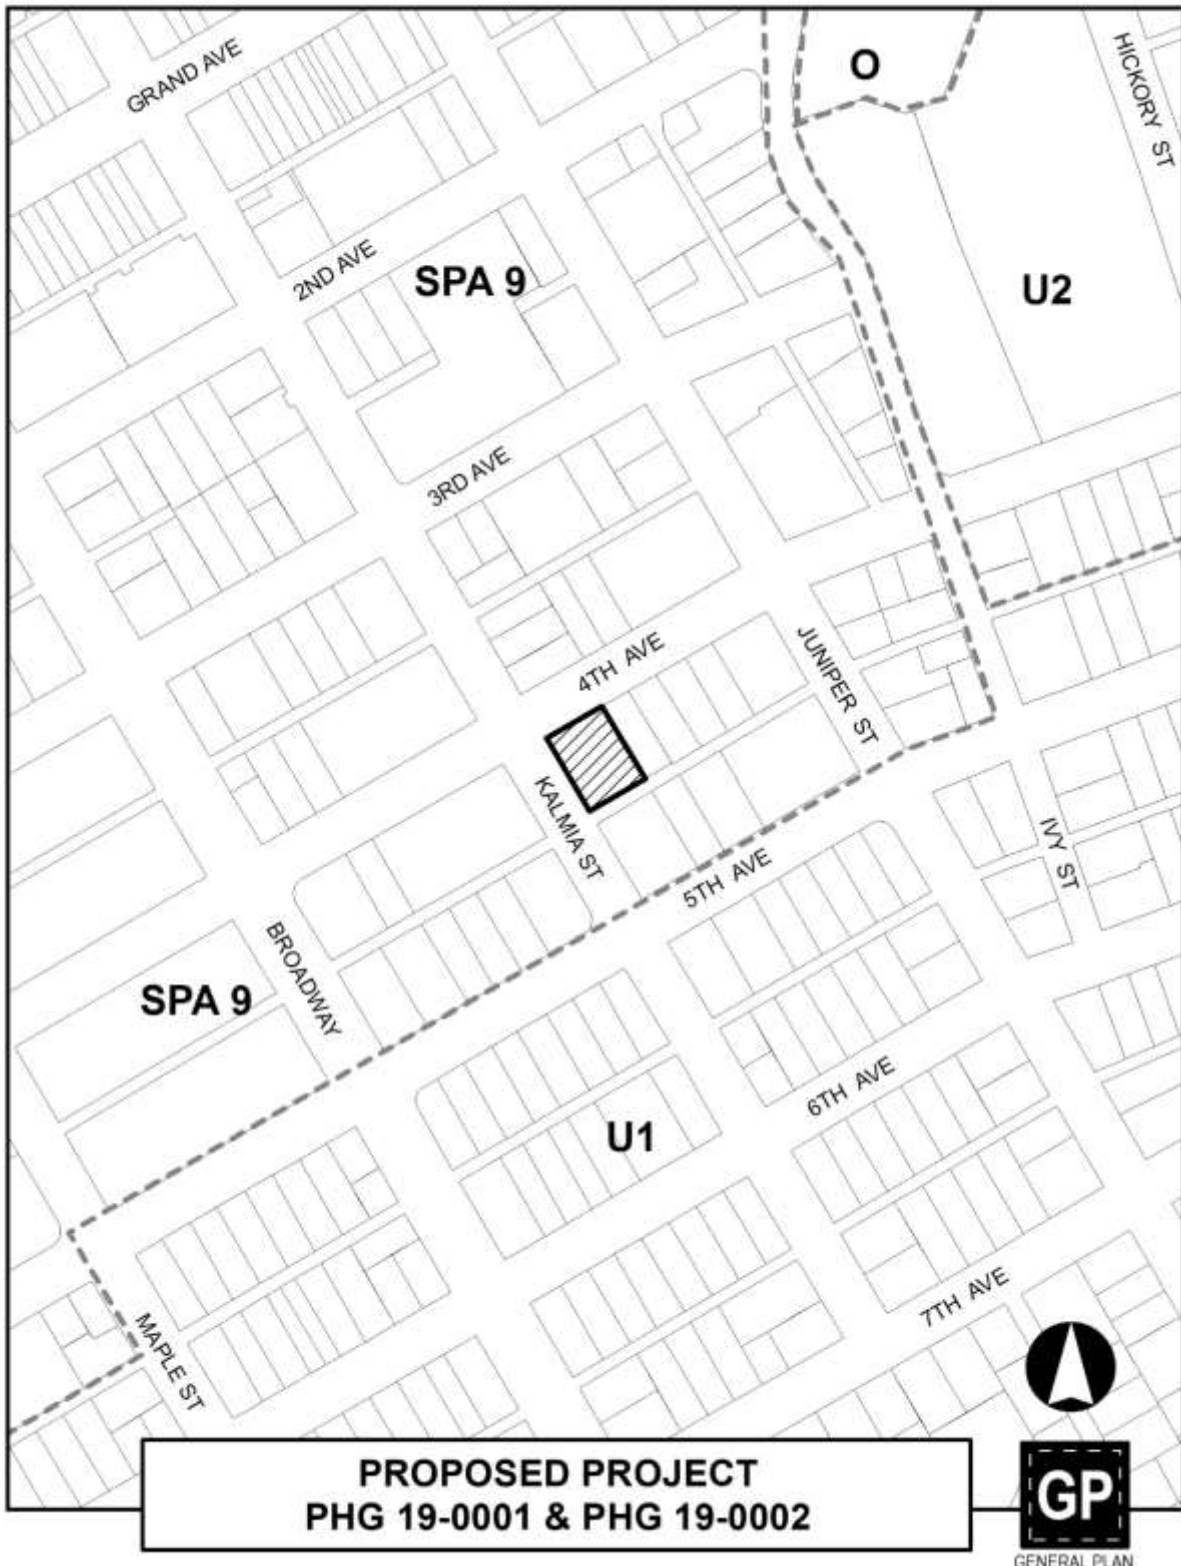 GRAND AVE
O
HICKORY ST
2ND AVE
SPA 9
U2
3RD AVE
4TH AVE
JUNIPER ST
KALMIA ST
IVY ST
5TH AVE
BROADWAY
SPA 9
6TH AVE
U1
7TH AVE
MAPLE ST
PROPOSED PROJECT
PHG 19-0001 & PHG 19-0002
GP
GENERAL PLAN